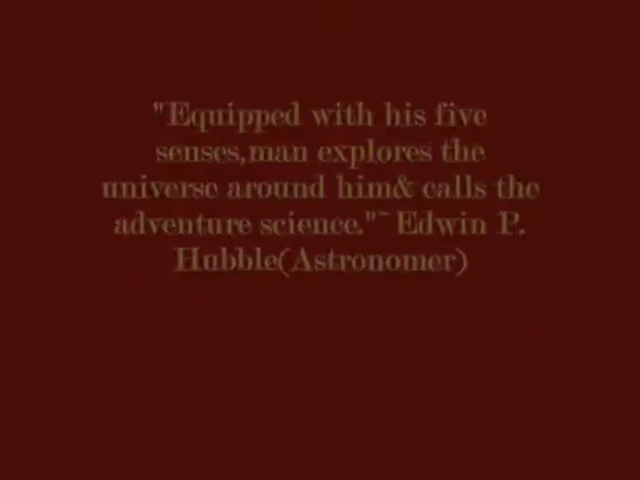 "Equipped with his five
senses,man explores the
universe around him& calls the
adventure science."~ Edwin P.
Hubble(Astronomer)